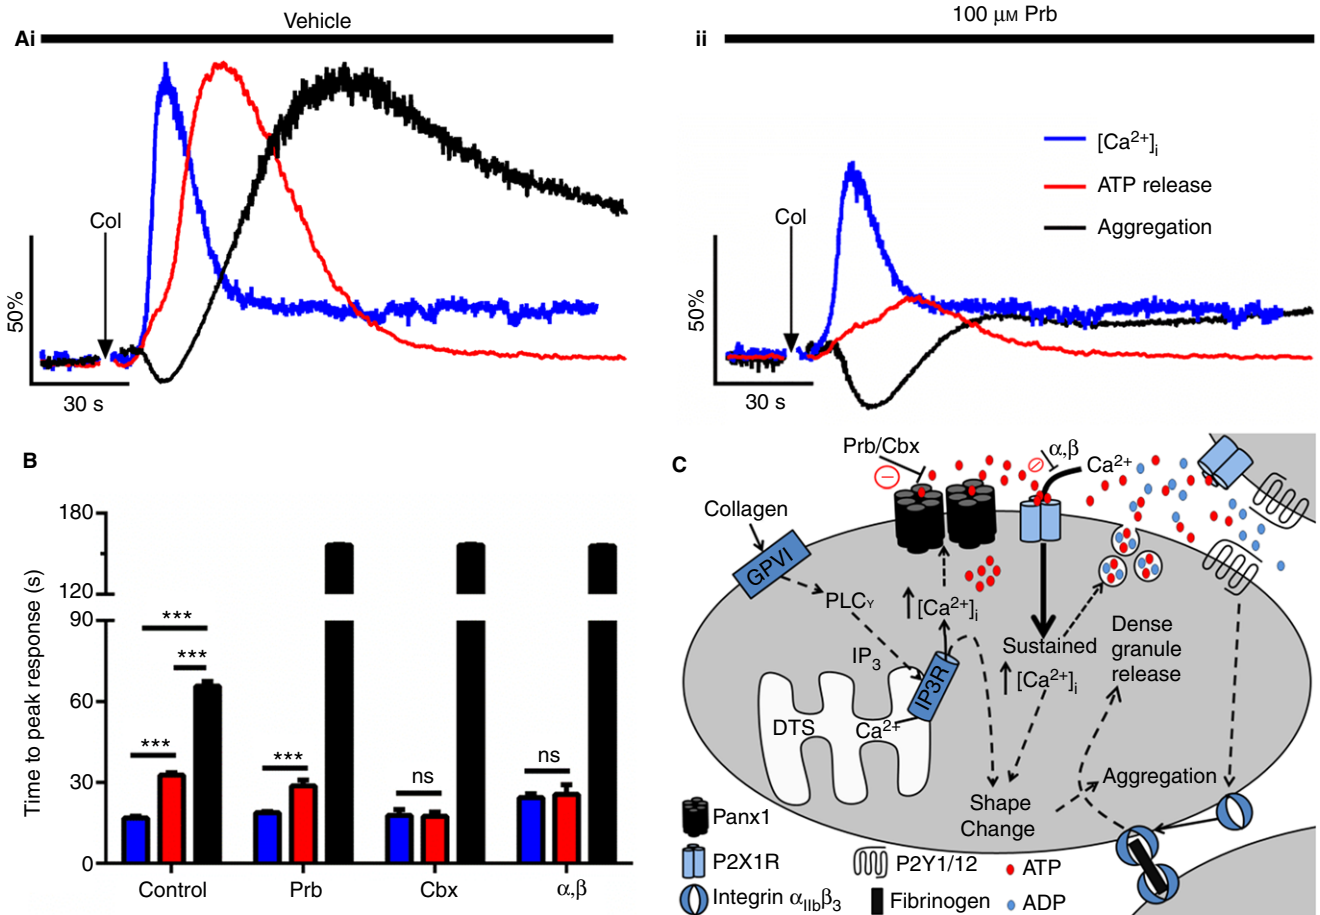 Vehicle
Ai
Col
50%
30 s
100 μM Prb
ii
[Ca²⁺]ᵢ
ATP release
Aggregation
Col
50%
30 s
B
Time to peak response (s)
180
120
90
60
30
0
***
***
***
***
ns
ns
Control
Prb
Cbx
α,β
C
Prb/Cbx
α,β
Ca²⁺
Collagen
GPVI
PLCᵧ
[Ca²⁺]ᵢ
IP₃
IP3R
DTS
Ca²⁺
Sustained
[Ca²⁺]ᵢ
Dense
granule
release
Aggregation
Shape
Change
Panx1
P2X1R
P2Y1/12
ATP
Integrin αIIbβ₃
Fibrinogen
ADP